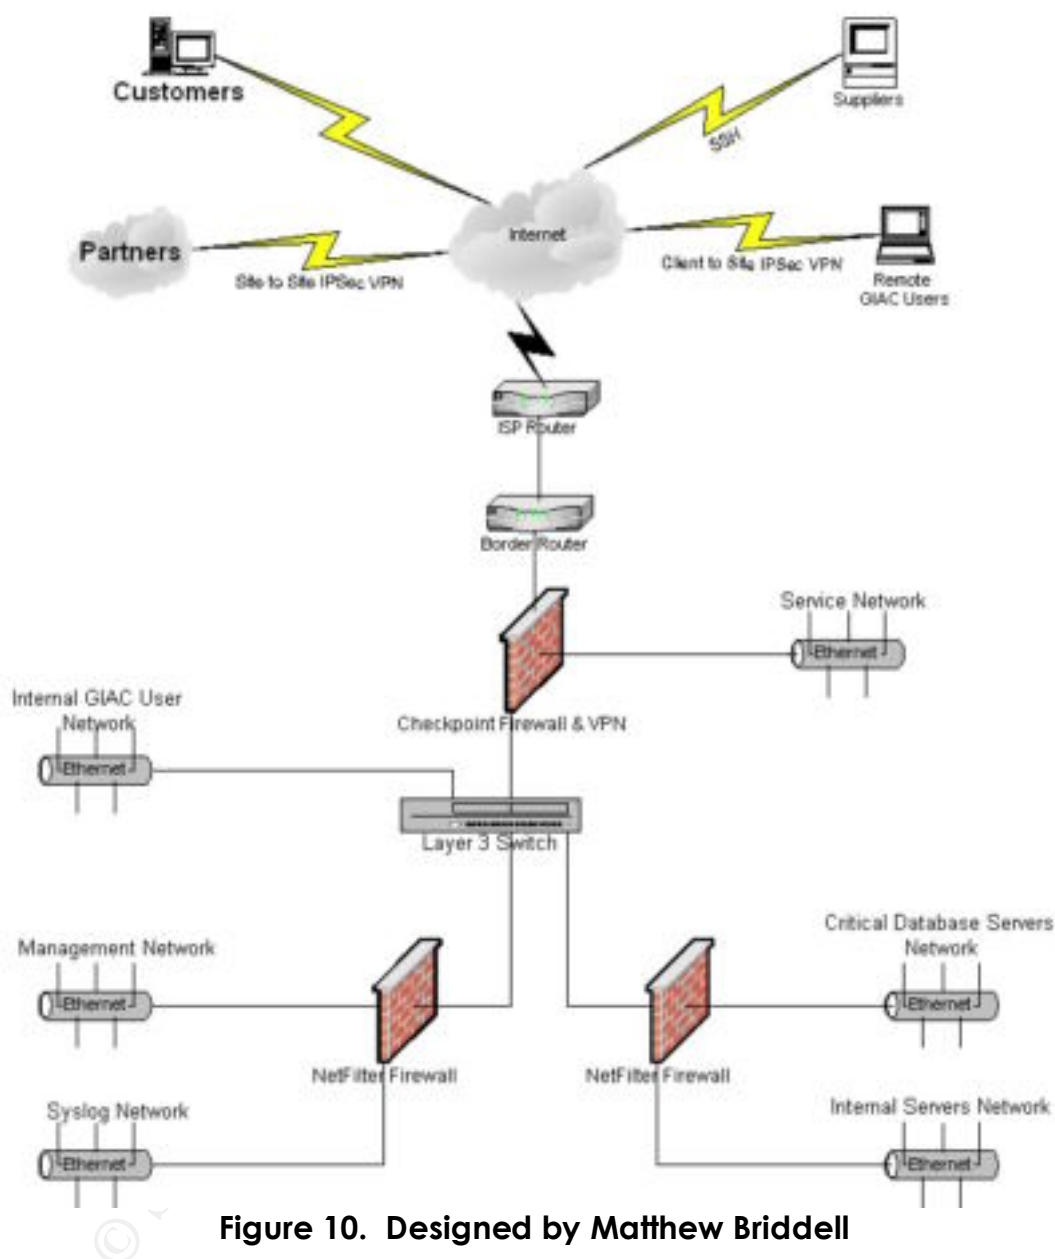 Customers
Suppliers
SSH
Internet
Partners
Site to Site IPSec VPN
Client to Site IPSec VPN
Remote
GIAC Users
ISP Router
Border Router
Service Network
Ethernet
Internal GIAC User
Network
Ethernet
Checkpoint Firewall & VPN
Layer 3 Switch
Management Network
Ethernet
Critical Database Servers
Network
Ethernet
NetFilter Firewall
NetFilter Firewall
Syslog Network
Ethernet
Internal Servers Network
Ethernet
Figure 10. Designed by Matthew Briddell
©